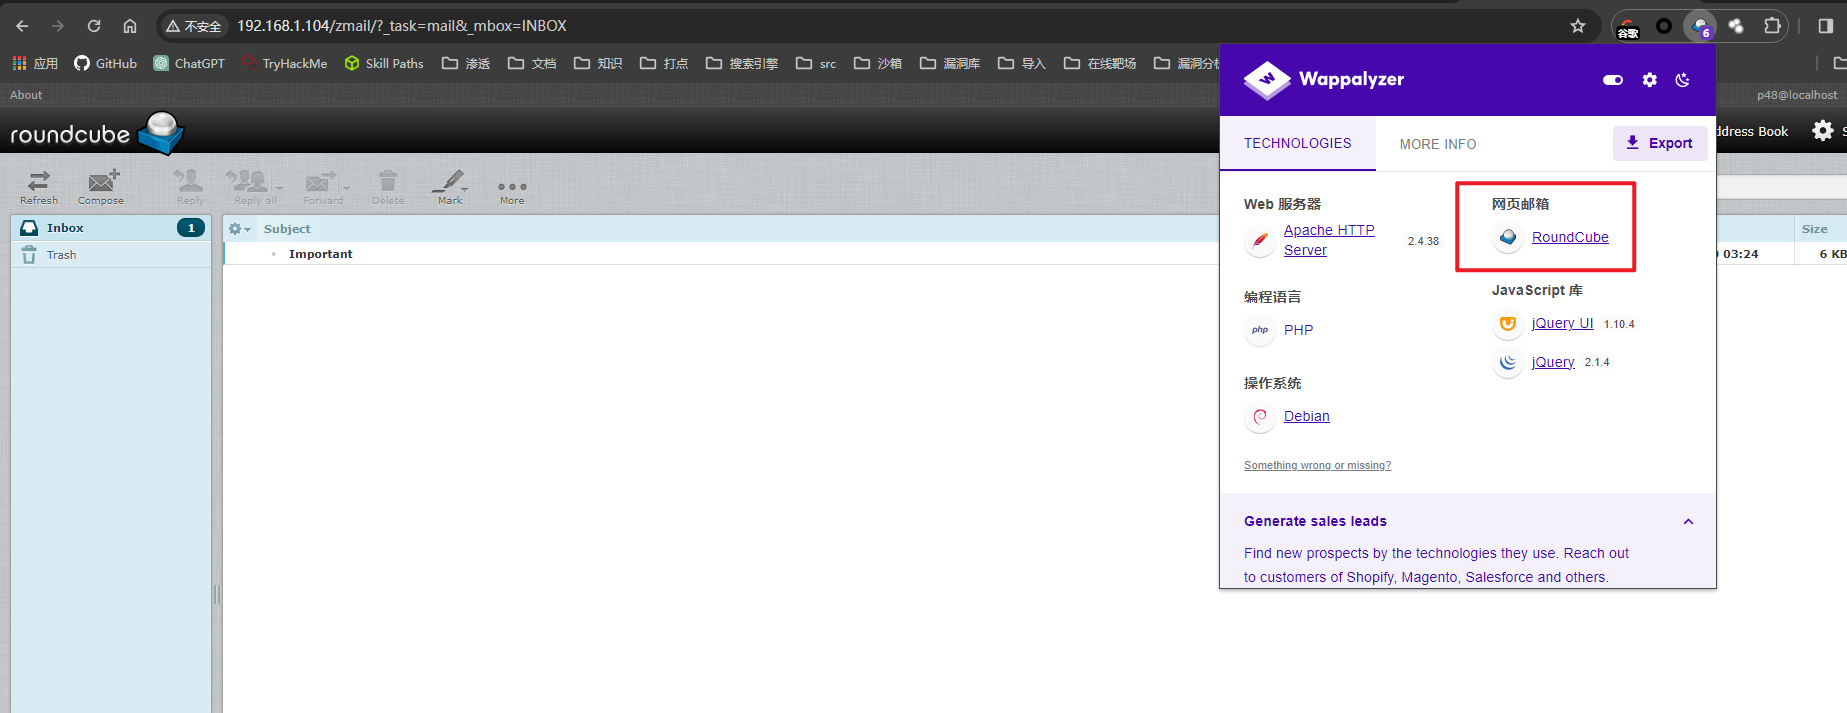 不安全 192.168.1.104/zmail/?_task=mail&_mbox=INBOX 谷歌 6
应用 GitHub ChatGPT TryHackMe Skill Paths 渗透 文档 知识 打点 搜索引擎 src 沙箱 漏洞库 导入 在线靶场 漏洞分析
About p48@localhost
roundcube ddress Book S
Refresh Compose Reply Reply all Forward Delete Mark More
Inbox 1
Trash
Subject Size
Important 03:24 6 KB
Wappalyzer
TECHNOLOGIES MORE INFO Export
Web 服务器
Apache HTTP Server 2.4.38
编程语言
php PHP
操作系统
Debian
网页邮箱
RoundCube
JavaScript 库
jQuery UI 1.10.4
jQuery 2.1.4
Something wrong or missing?
Generate sales leads
Find new prospects by the technologies they use. Reach out
to customers of Shopify, Magento, Salesforce and others.